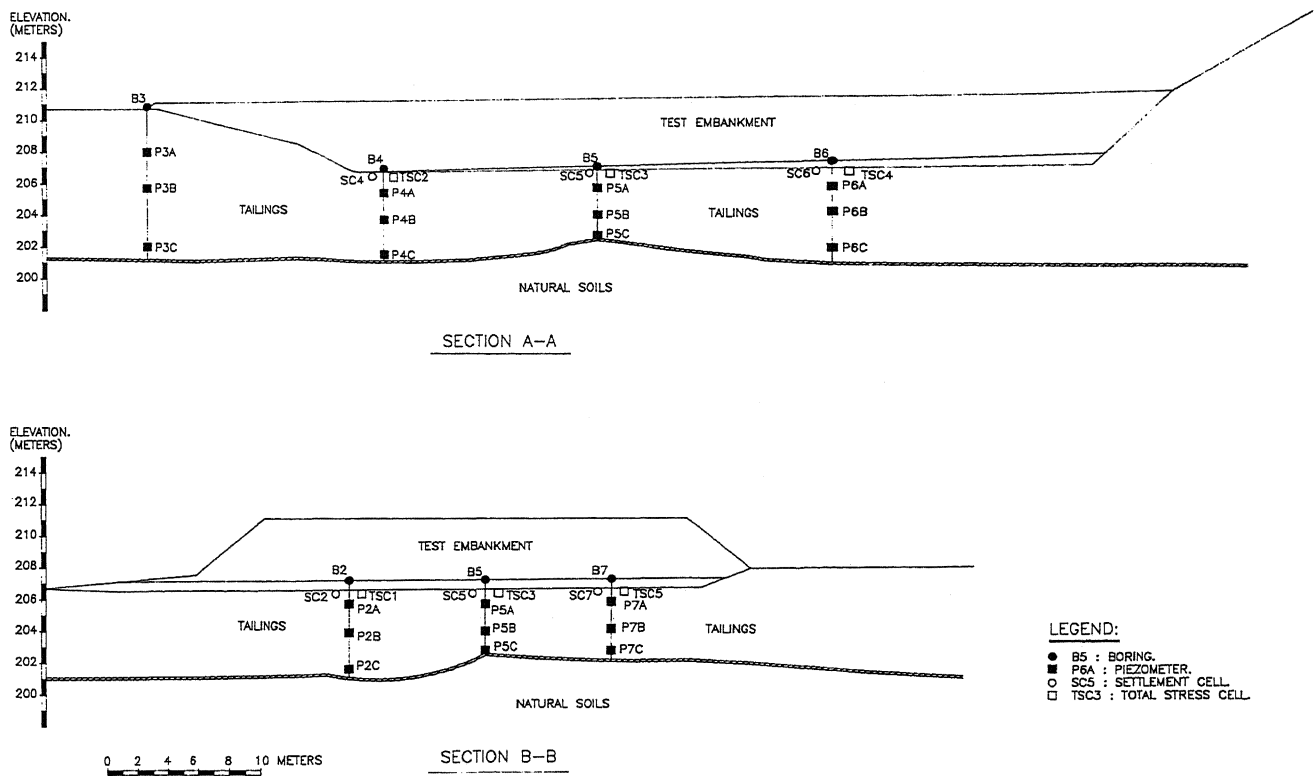 ELEVATION.
(METERS)
214
212
210
208
206
204
202
200
B3
P3A
P3B
P3C
TAILINGS
B4
SC4 TSC2
P4A
P4B
P4C
TEST EMBANKMENT
B5
SC5 TSC3
P5A
P5B
P5C
TAILINGS
B6
SC6 TSC4
P6A
P6B
P6C
NATURAL SOILS
SECTION A-A
ELEVATION.
(METERS)
214
212
210
208
206
204
202
200
TEST EMBANKMENT
B2
SC2 TSC1
P2A
P2B
P2C
TAILINGS
B5
SC5 TSC3
P5A
P5B
P5C
B7
SC7 TSC5
P7A
P7B
P7C
TAILINGS
NATURAL SOILS
LEGEND:
B5 : BORING.
P6A : PIEZOMETER.
SC5 : SETTLEMENT CELL
TSC3 : TOTAL STRESS CELL.
0 2 4 6 8 10 METERS
SECTION B-B